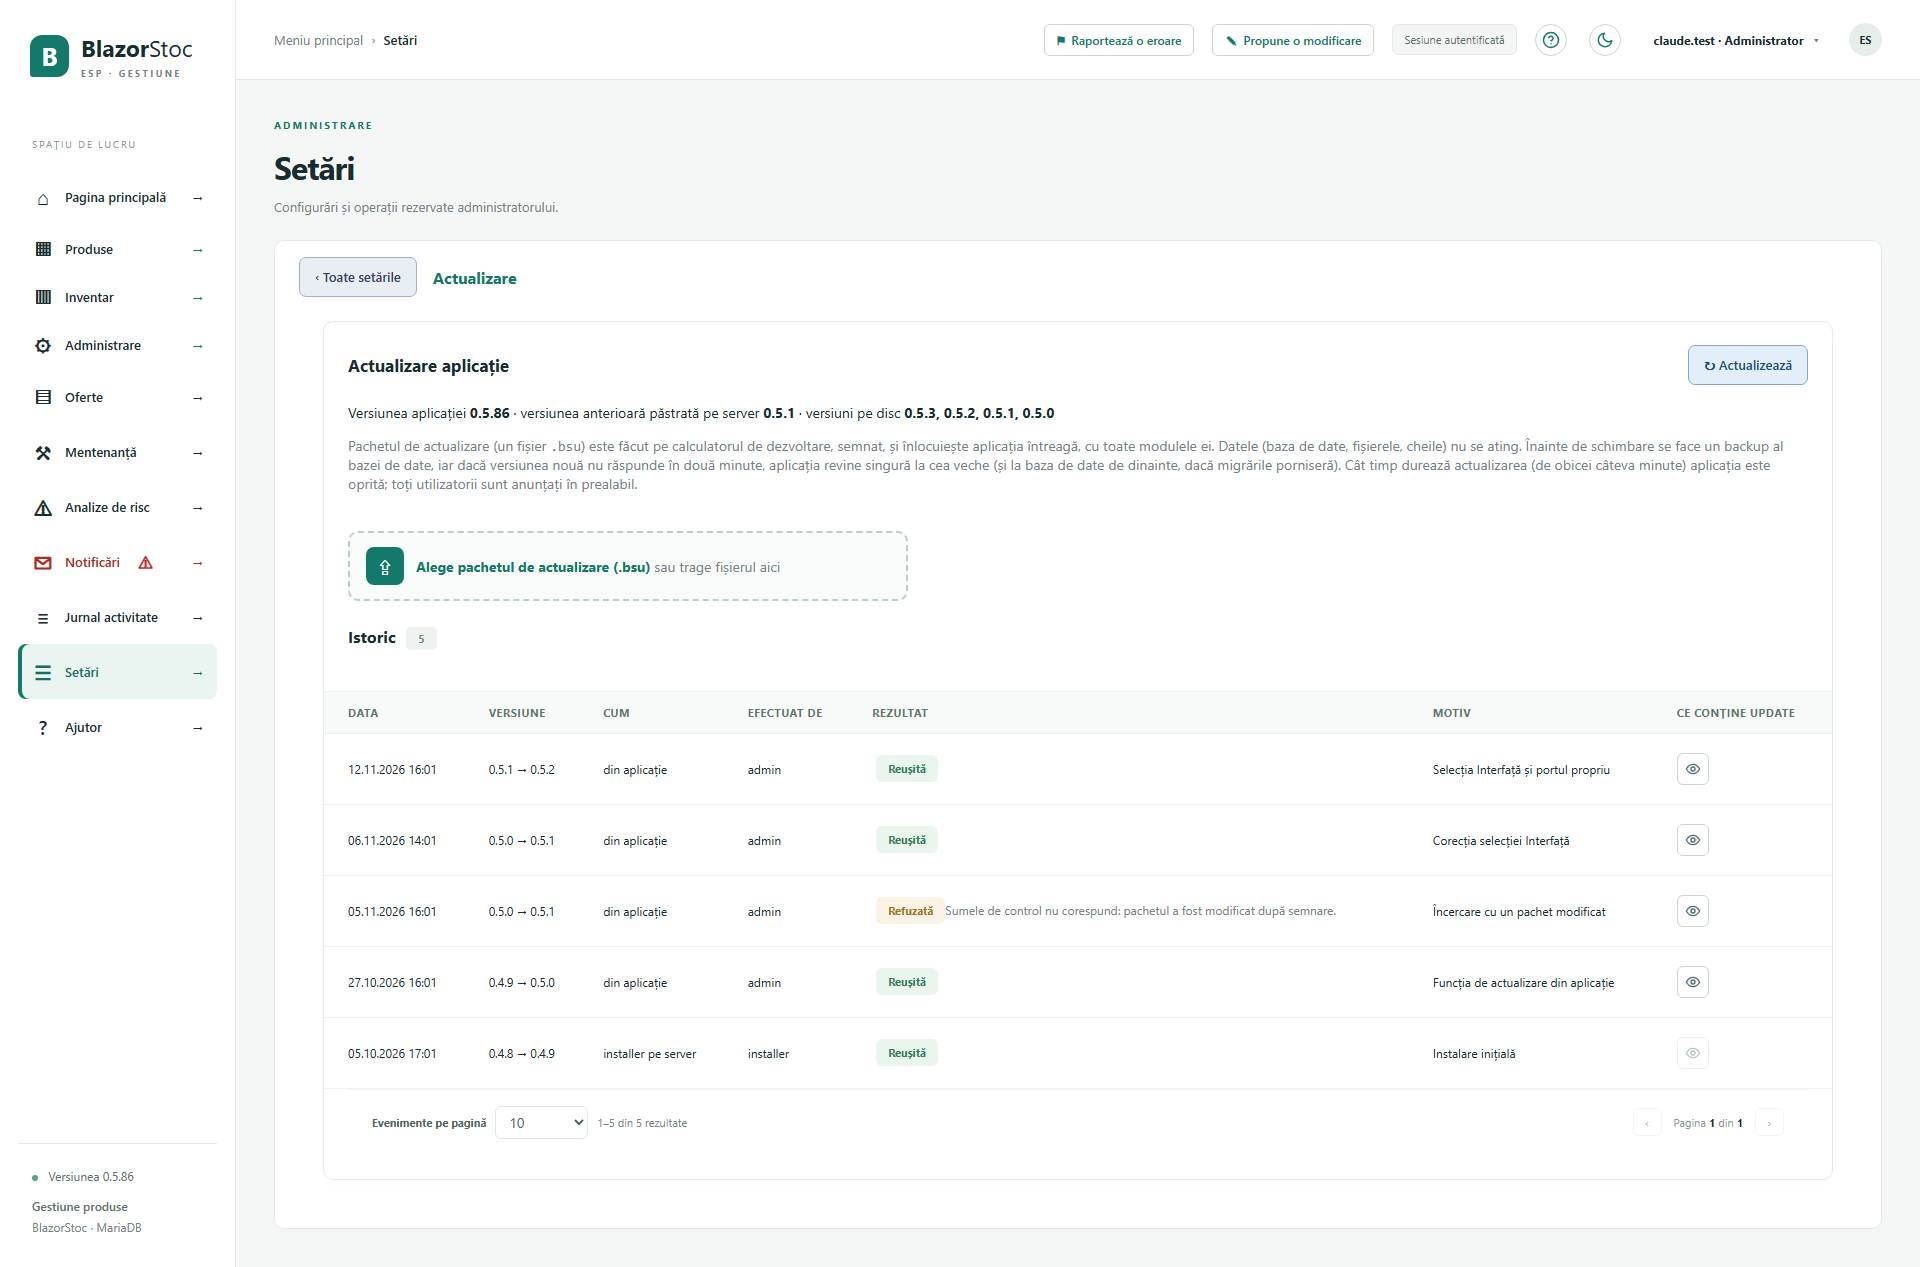 B BlazorStoc
ESP · GESTIUNE
SPAȚIU DE LUCRU
Pagina principală →
Produse →
Inventar →
Administrare →
Oferte →
Mentenanță →
Analize de risc →
Notificări →
Jurnal activitate →
Setări →
? Ajutor →
Versiunea 0.5.86
Gestiune produse
BlazorStoc · MariaDB
Meniu principal › Setări
Raportează o eroare
Propune o modificare
Sesiune autentificată
claude.test · Administrator
ES
ADMINISTRARE
Setări
Configurări și operații rezervate administratorului.
‹ Toate setările
Actualizare
Actualizare aplicație
↻ Actualizează
Versiunea aplicației 0.5.86 · versiunea anterioară păstrată pe server 0.5.1 · versiuni pe disc 0.5.3, 0.5.2, 0.5.1, 0.5.0
Pachetul de actualizare (un fișier .bsu) este făcut pe calculatorul de dezvoltare, semnat, și înlocuiește aplicația întreagă, cu toate modulele ei. Datele (baza de date, fișierele, cheile) nu se ating. Înainte de schimbare se face un backup al
bazei de date, iar dacă versiunea nouă nu răspunde în două minute, aplicația revine singură la cea veche (și la baza de date de dinainte, dacă migrările porniseră). Cât timp durează actualizarea (de obicei câteva minute) aplicația este
oprită; toți utilizatorii sunt anunțați în prealabil.
Alege pachetul de actualizare (.bsu) sau trage fișierul aici
Istoric 5
DATA VERSIUNE CUM EFECTUAT DE REZULTAT MOTIV CE CONȚINE UPDATE
12.11.2026 16:01 0.5.1 → 0.5.2 din aplicație admin Reușită Selecția Interfață și portul propriu
06.11.2026 14:01 0.5.0 → 0.5.1 din aplicație admin Reușită Corecția selecției Interfață
05.11.2026 16:01 0.5.0 → 0.5.1 din aplicație admin Refuzată Sumele de control nu corespund: pachetul a fost modificat după semnare. Încercare cu un pachet modificat
27.10.2026 16:01 0.4.9 → 0.5.0 din aplicație admin Reușită Funcția de actualizare din aplicație
05.10.2026 17:01 0.4.8 → 0.4.9 installer pe server installer Reușită Instalare inițială
Evenimente pe pagină 10 1–5 din 5 rezultate ‹ Pagina 1 din 1 ›